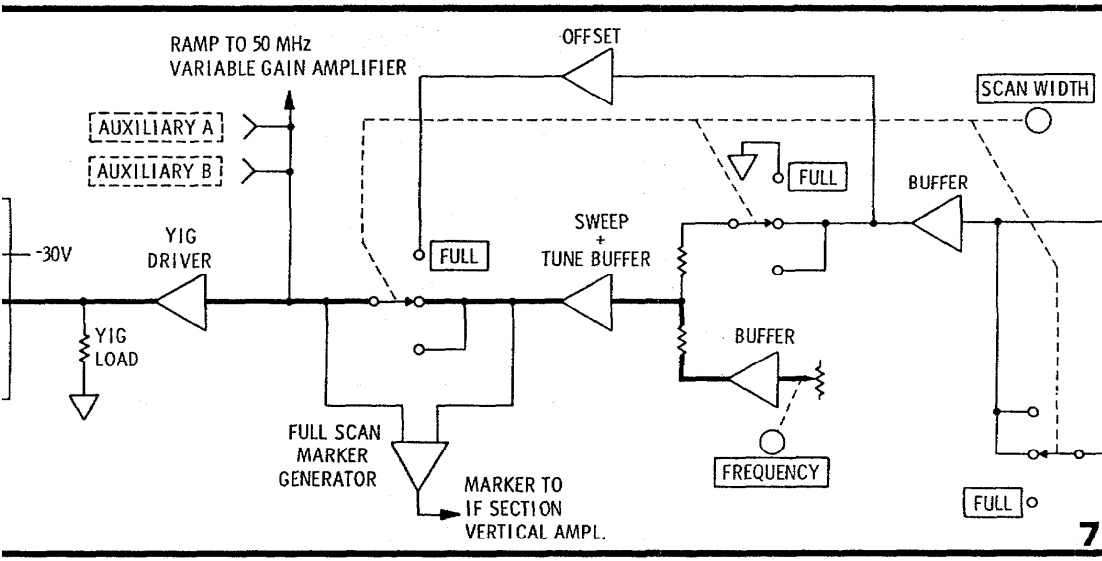 OFFSET
RAMP TO 50 MHz
VARIABLE GAIN AMPLIFIER
SCAN WIDTH
AUXILIARY A
AUXILIARY B
FULL
BUFFER
SWEEP
+
TUNE BUFFER
YIG
DRIVER
-30V
FULL
YIG
LOAD
BUFFER
FULL SCAN
MARKER
GENERATOR
FREQUENCY
MARKER TO
IF SECTION
VERTICAL AMPL.
FULL
7